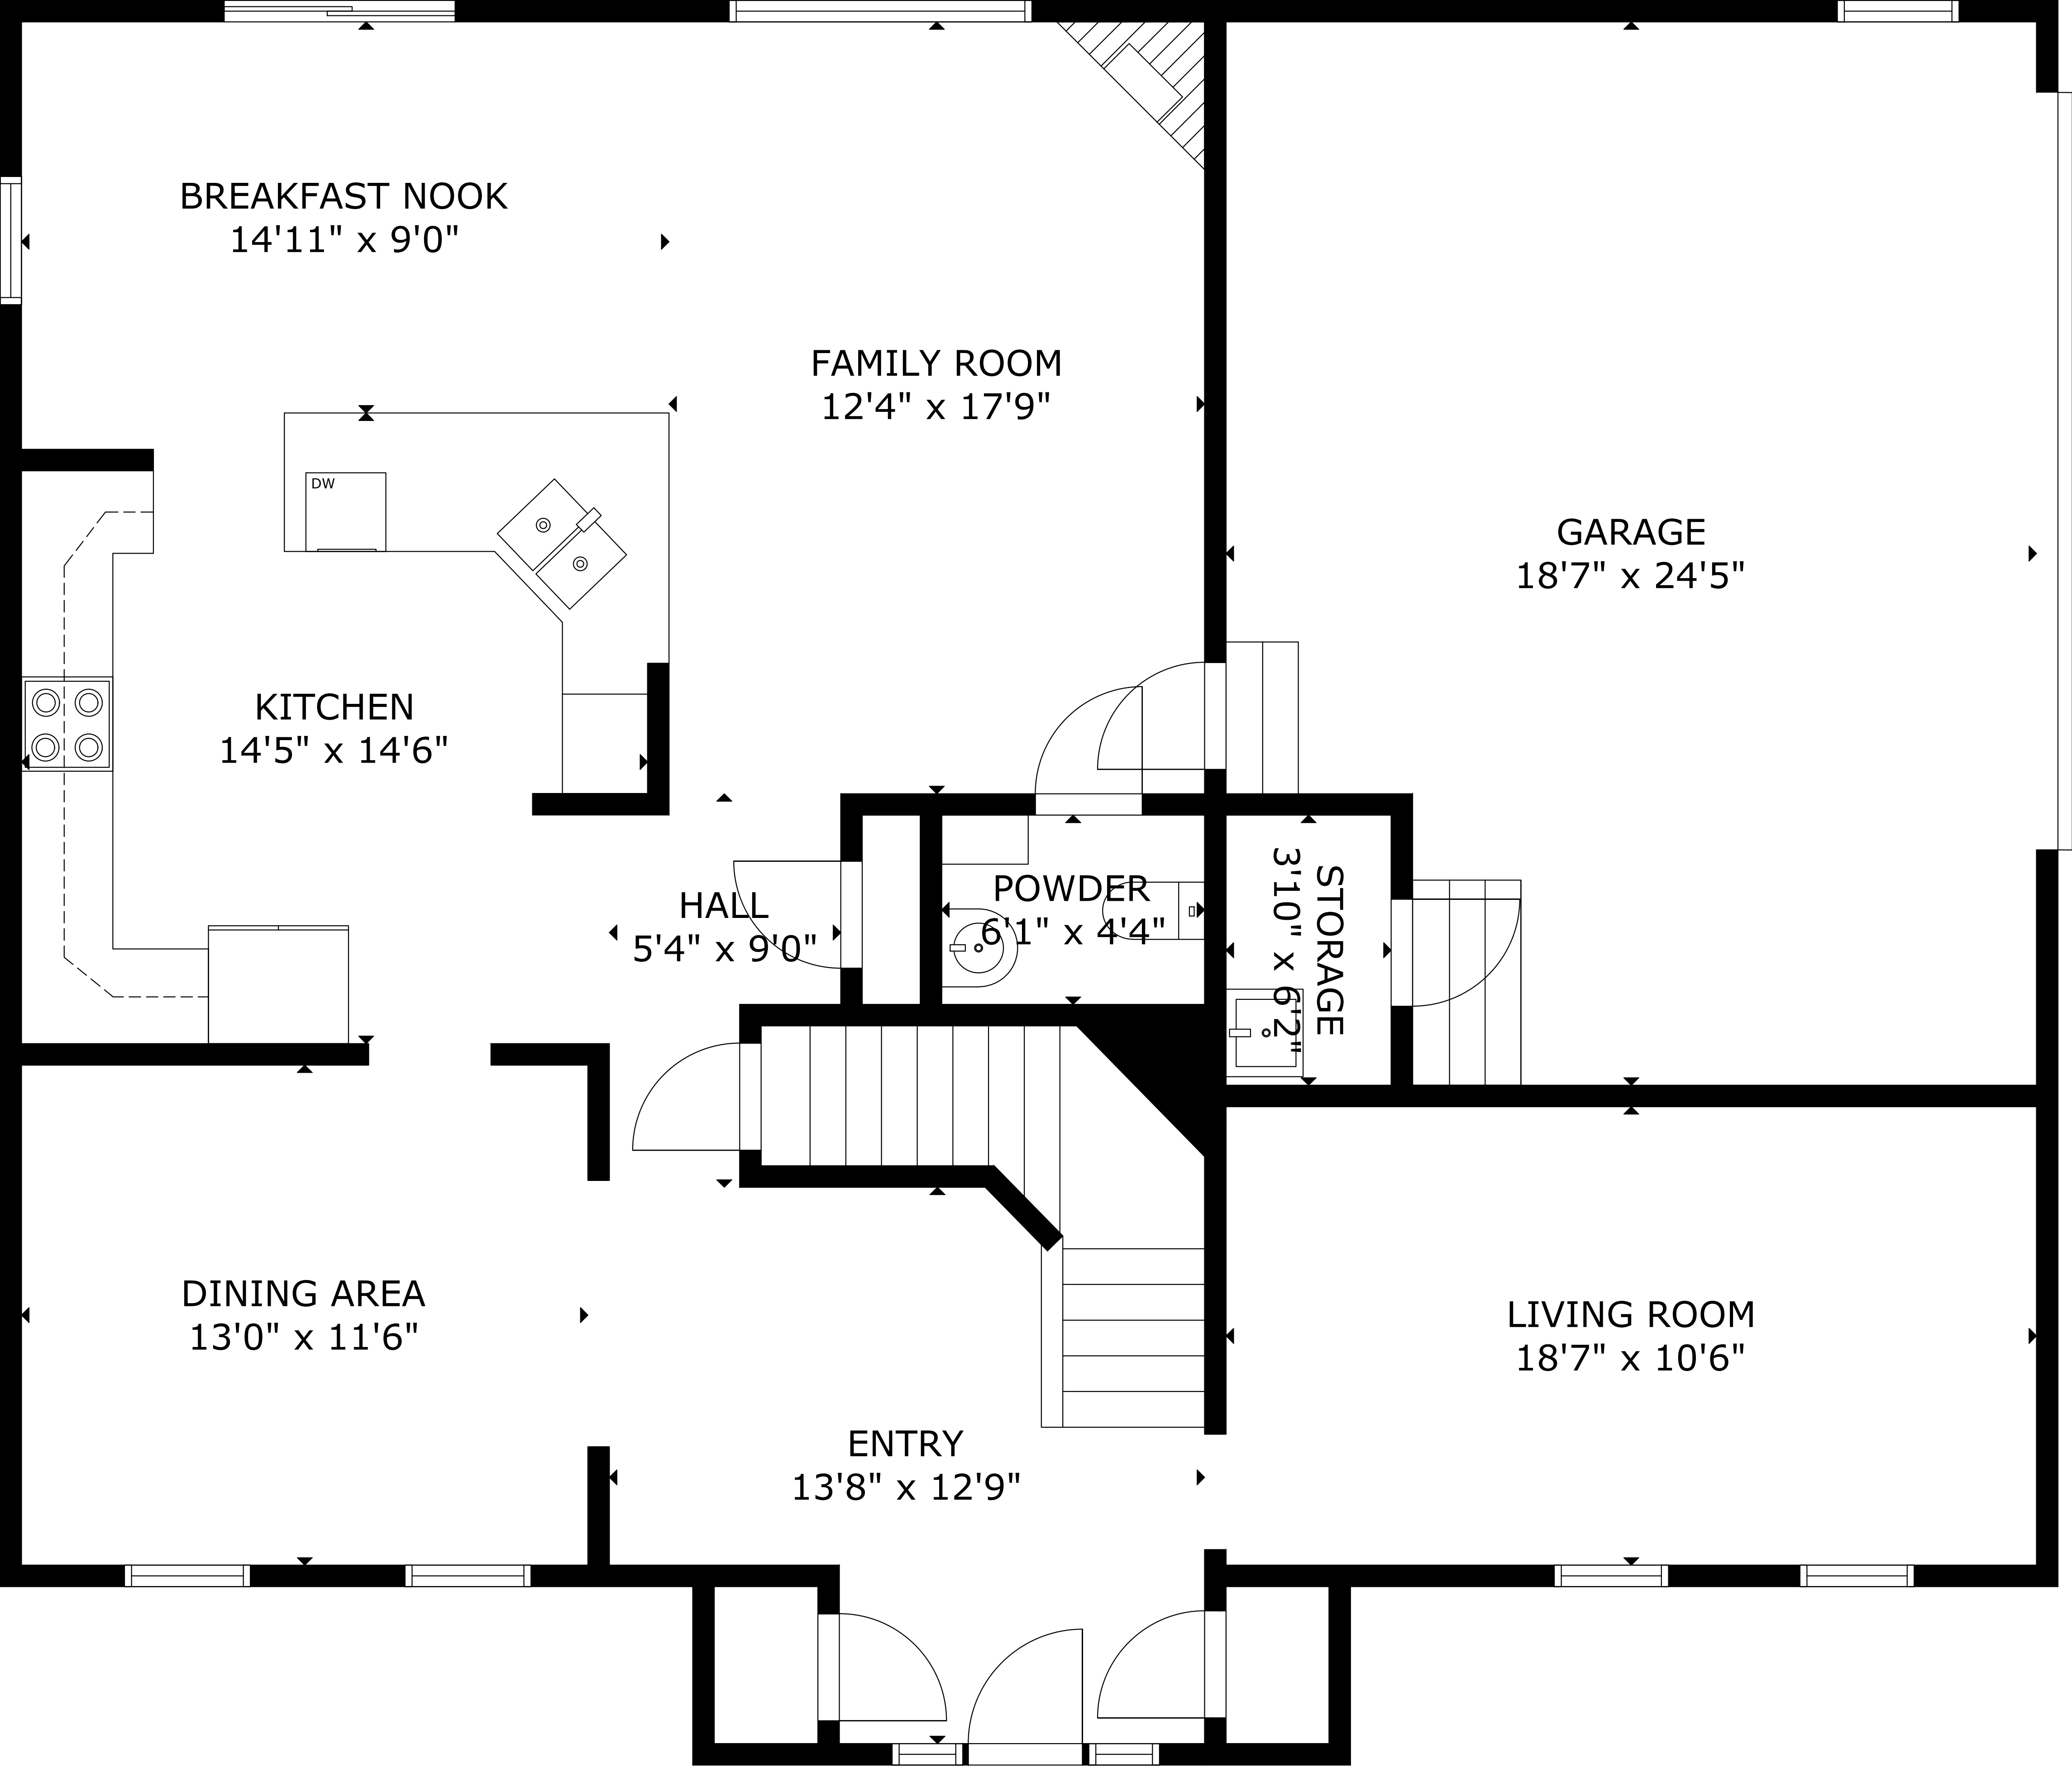 BREAKFAST NOOK
14'11" x 9'0"
FAMILY ROOM
12'4" x 17'9"
DW
GARAGE
18'7" x 24'5"
KITCHEN
14'5" x 14'6"
HALL
5'4" x 9'0"
POWDER
6'1" x 4'4"
STORAGE
3'10" x 6'2"
DINING AREA
13'0" x 11'6"
LIVING ROOM
18'7" x 10'6"
ENTRY
13'8" x 12'9"